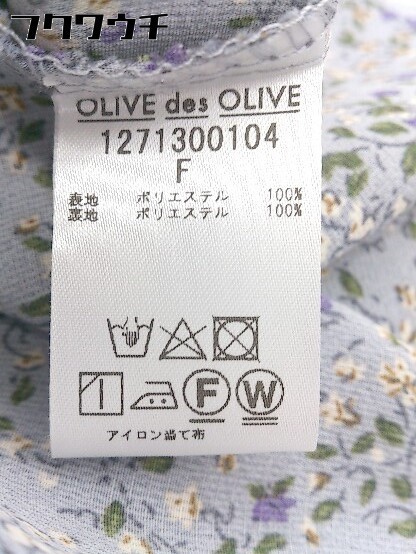 フクワウチ
OLIVE des OLIVE
1271300104
F
表地 ポリエステル 100%
裏地 ポリエステル 100%
F W
アイロン当て布